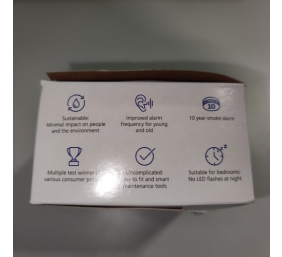 10
Sustainable:
Minimal impact on people
and the environment
Improved alarm
frequency for young
and old
10 year smoke alarm
zz
Multiple test winner
various consumer
Uncomplicated
to fit and smart
maintenance tools
Suitable for bedrooms:
No LED flashes at night